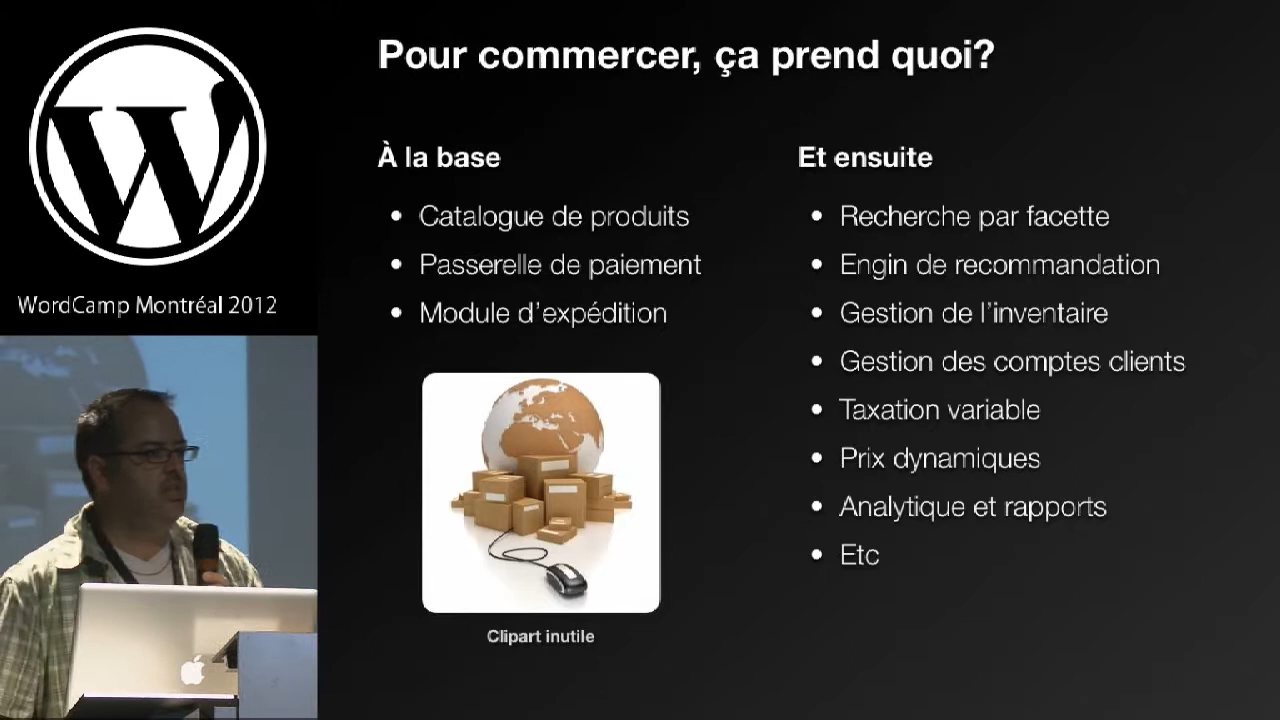 Pour commercer, ça prend quoi?
À la base
• Catalogue de produits
• Passerelle de paiement
• Module d'expédition
Clipart inutile
Et ensuite
• Recherche par facette
• Engin de recommandation
• Gestion de l'inventaire
• Gestion des comptes clients
• Taxation variable
• Prix dynamiques
• Analytique et rapports
• Etc
W
WordCamp Montréal 2012